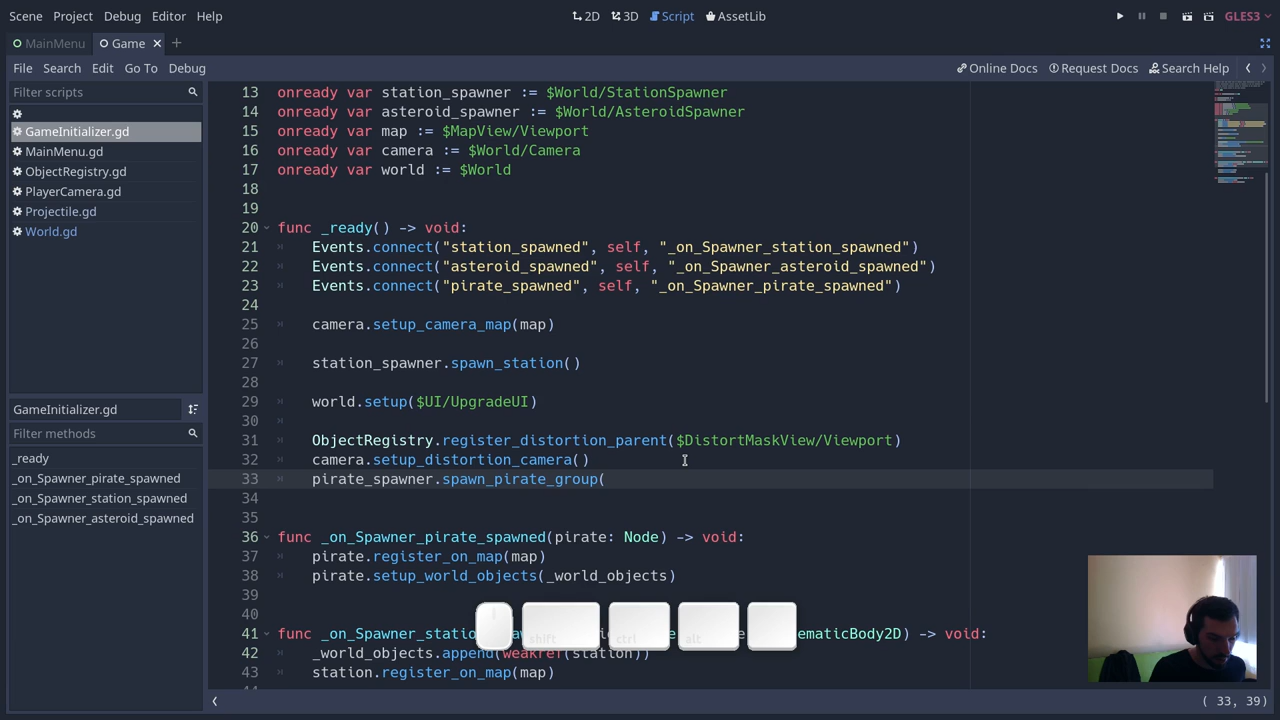 Scene Project Debug Editor Help
2D 3D Script AssetLib
GLES3
MainMenu Game
File Search Edit Go To Debug
Online Docs Request Docs Search Help
Filter scripts
GameInitializer.gd
MainMenu.gd
ObjectRegistry.gd
PlayerCamera.gd
Projectile.gd
World.gd
GameInitializer.gd
Filter methods
_ready
_on_Spawner_pirate_spawned
_on_Spawner_station_spawned
_on_Spawner_asteroid_spawned
13 onready var station_spawner := $World/StationSpawner
14 onready var asteroid_spawner := $World/AsteroidSpawner
15 onready var map := $MapView/Viewport
16 onready var camera := $World/Camera
17 onready var world := $World
18
19
20 func _ready() -> void:
21 Events.connect("station_spawned", self, "_on_Spawner_station_spawned")
22 Events.connect("asteroid_spawned", self, "_on_Spawner_asteroid_spawned")
23 Events.connect("pirate_spawned", self, "_on_Spawner_pirate_spawned")
24
25 camera.setup_camera_map(map)
26
27 station_spawner.spawn_station()
28
29 world.setup($UI/UpgradeUI)
30
31 ObjectRegistry.register_distortion_parent($DistortMaskView/Viewport)
32 camera.setup_distortion_camera()
33 pirate_spawner.spawn_pirate_group(
34
35
36 func _on_Spawner_pirate_spawned(pirate: Node) -> void:
37 pirate.register_on_map(map)
38 pirate.setup_world_objects(_world_objects)
39
40
41 func _on_Spawner_statio ematicBody2D) -> void:
42 _world_objects.append(weakref(station))
43 station.register_on_map(map)
shift ctrl alt
( 33, 39)